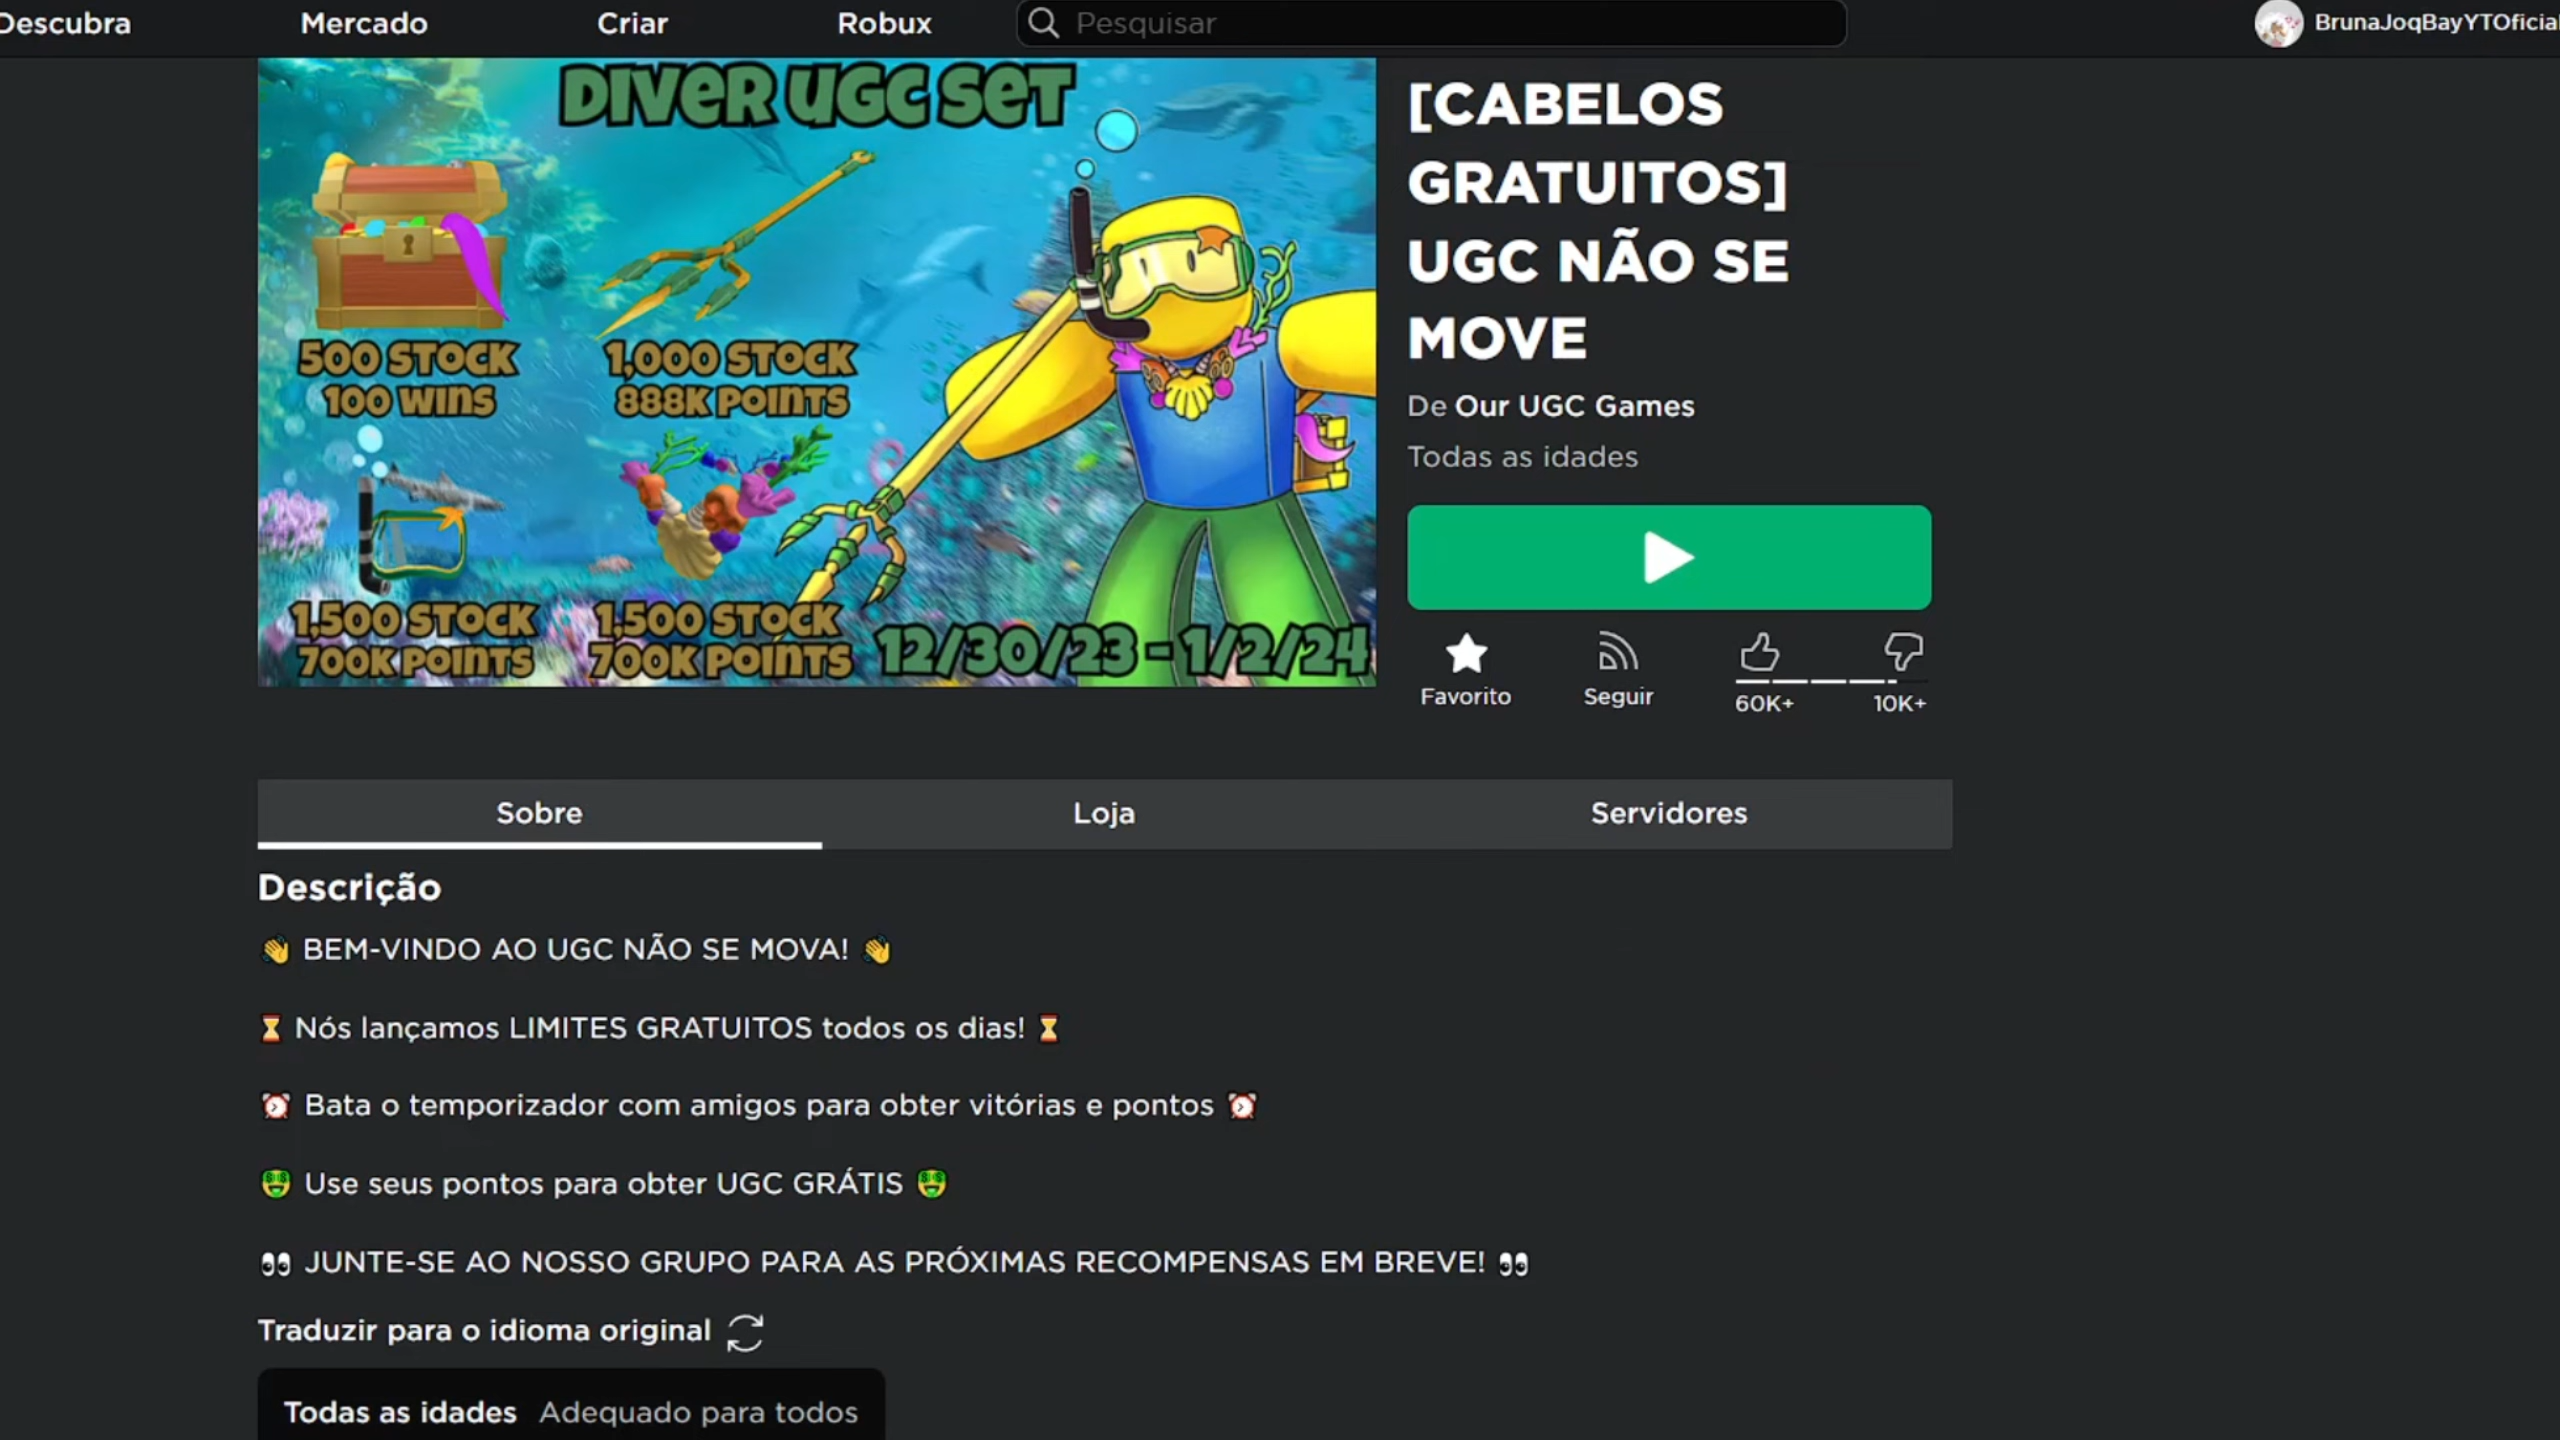 Descubra
Mercado
Criar
Robux
Pesquisar
BrunaJoqBayYTOficial
DIVER UGC SET
500 STOCK
100 WINS
1,000 STOCK
888K POINTS
1,500 STOCK
700K POINTS
1,500 STOCK
700K POINTS
12/30/23 - 1/2/24
[CABELOS
GRATUITOS]
UGC NÃO SE
MOVE
De Our UGC Games
Todas as idades
Favorito
Seguir
60K+
10K+
Sobre
Loja
Servidores
Descrição
👋 BEM-VINDO AO UGC NÃO SE MOVA! 👋
⏳ Nós lançamos LIMITES GRATUITOS todos os dias! ⏳
⏰ Bata o temporizador com amigos para obter vitórias e pontos ⏰
🤑 Use seus pontos para obter UGC GRÁTIS 🤑
👀 JUNTE-SE AO NOSSO GRUPO PARA AS PRÓXIMAS RECOMPENSAS EM BREVE! 👀
Traduzir para o idioma original
Todas as idades Adequado para todos